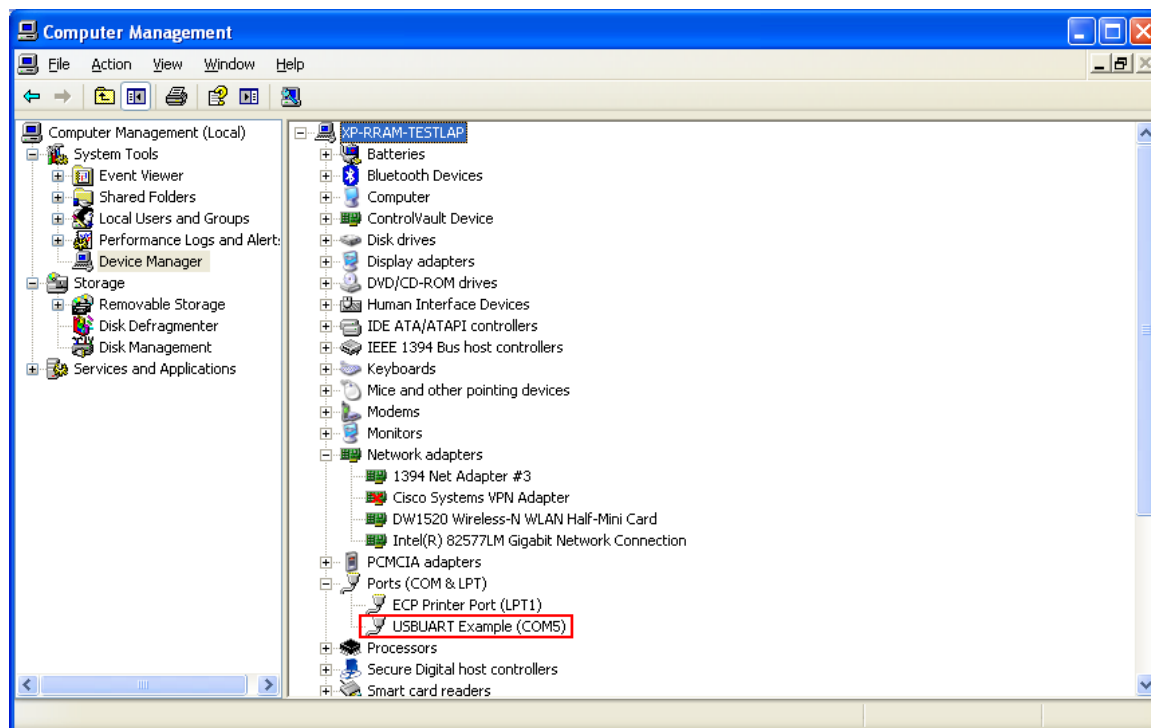 Computer Management
File Action View Window Help
Computer Management (Local)
System Tools
Event Viewer
Shared Folders
Local Users and Groups
Performance Logs and Alert:
Device Manager
Storage
Removable Storage
Disk Defragmenter
Disk Management
Services and Applications
XP-RRAM-TESTLAP
Batteries
Bluetooth Devices
Computer
ControlVault Device
Disk drives
Display adapters
DVD/CD-ROM drives
Human Interface Devices
IDE ATA/ATAPI controllers
IEEE 1394 Bus host controllers
Keyboards
Mice and other pointing devices
Modems
Monitors
Network adapters
1394 Net Adapter #3
Cisco Systems VPN Adapter
DW1520 Wireless-N WLAN Half-Mini Card
Intel(R) 82577LM Gigabit Network Connection
PCMCIA adapters
Ports (COM & LPT)
ECP Printer Port (LPT1)
USBUART Example (COM5)
Processors
Secure Digital host controllers
Smart card readers